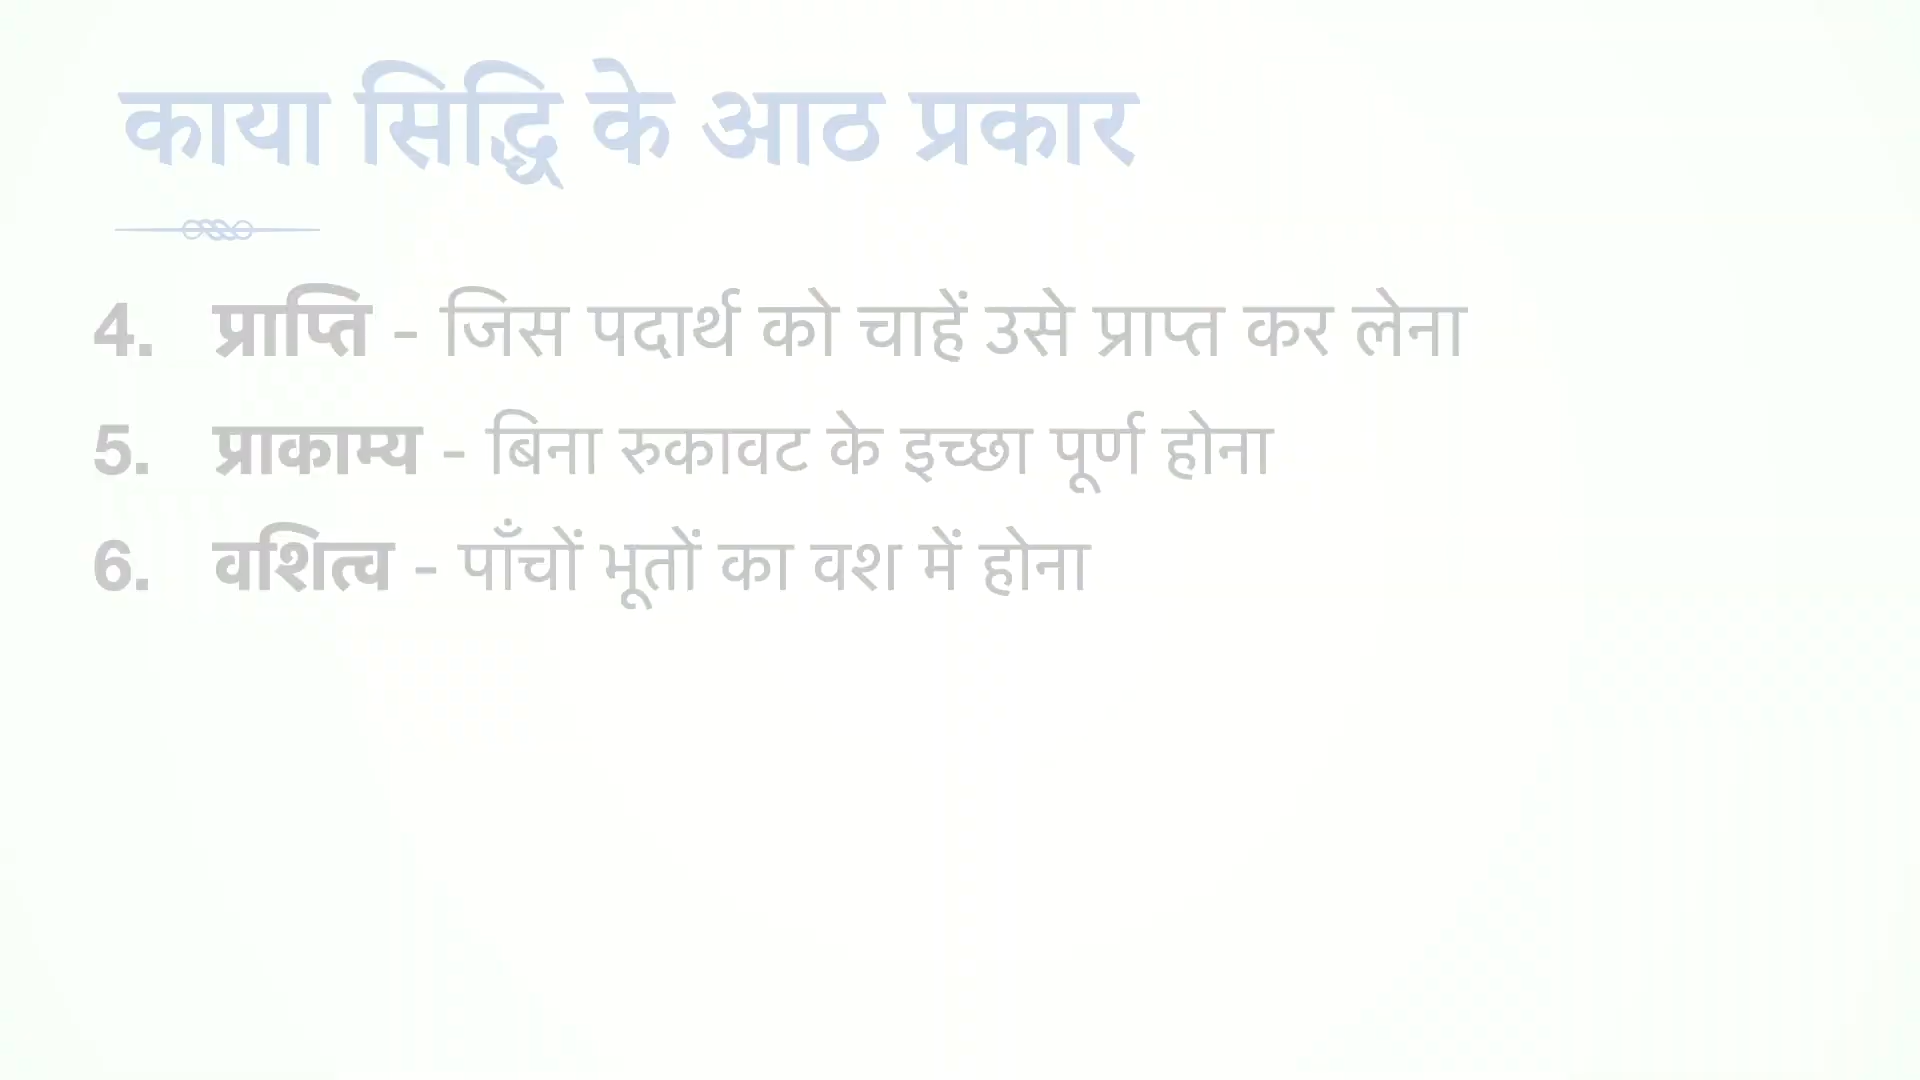 काया सिद्धि के आठ प्रकार
4. प्राप्ति - जिस पदार्थ को चाहें उसे प्राप्त कर लेना
5. प्राकाम्य - बिना रुकावट के इच्छा पूर्ण होना
6. वशित्व - पाँचों भूतों का वश में होना